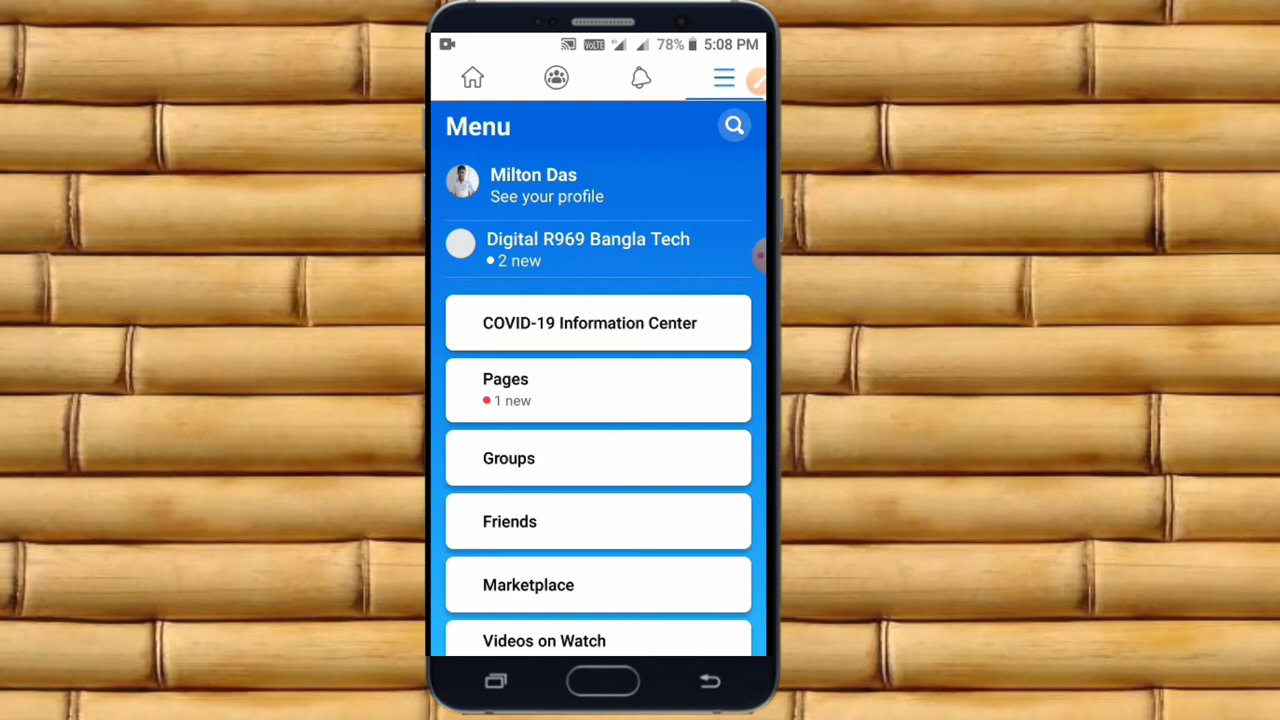 VoLTE 78% 5:08 PM
Menu
Milton Das
See your profile
Digital R969 Bangla Tech
2 new
COVID-19 Information Center
Pages
1 new
Groups
Friends
Marketplace
Videos on Watch